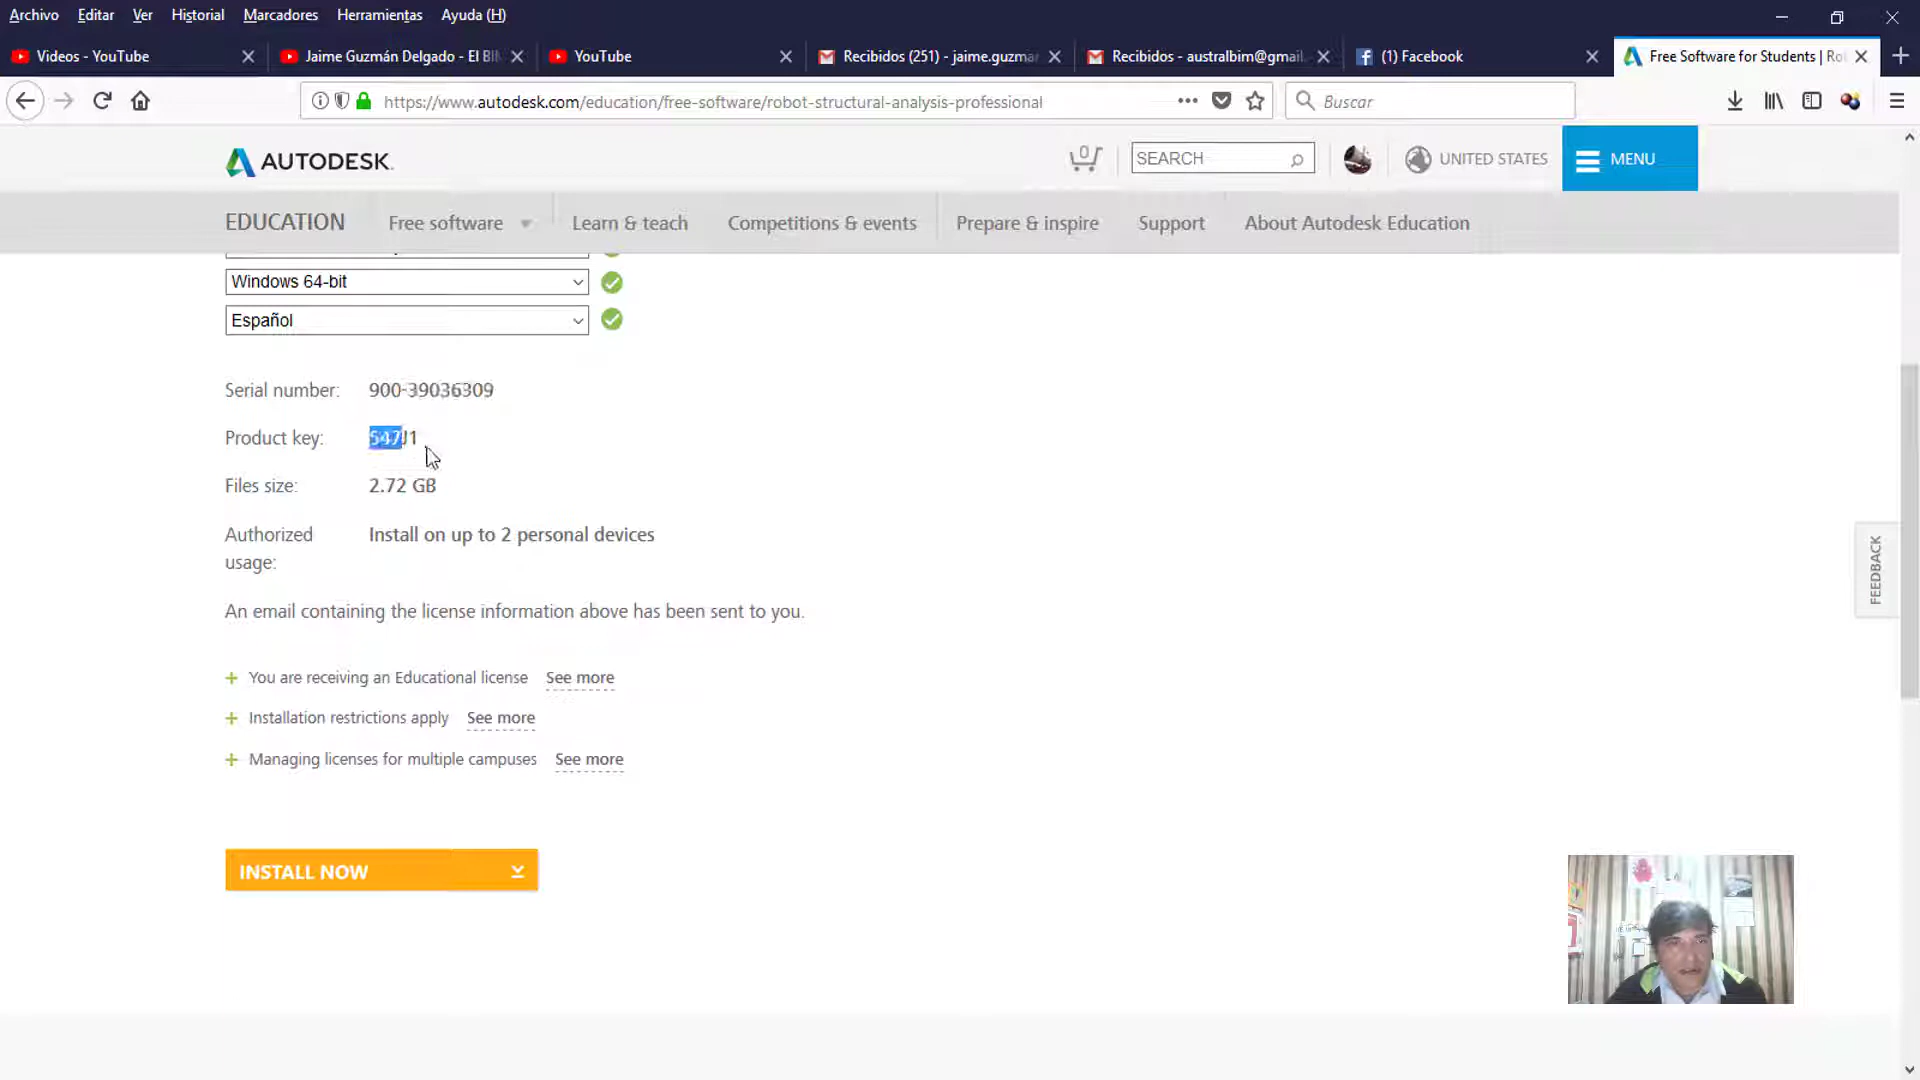 Archivo Editar Ver Historial Marcadores Herramientas Ayuda (H)
Videos - YouTube Jaime Guzmán Delgado - El BIM YouTube Recibidos (251) - jaime.guzma Recibidos - australbim@gmail. (1) Facebook Free Software for Students | Ro
https://www.autodesk.com/education/free-software/robot-structural-analysis-professional Buscar
AUTODESK. 0 SEARCH UNITED STATES MENU
EDUCATION Free software Learn & teach Competitions & events Prepare & inspire Support About Autodesk Education
Windows 64-bit
Español
Serial number: 900-39036309
Product key: 547J1
Files size: 2.72 GB
Authorized usage: Install on up to 2 personal devices
An email containing the license information above has been sent to you.
+ You are receiving an Educational license See more
+ Installation restrictions apply See more
+ Managing licenses for multiple campuses See more
INSTALL NOW
FEEDBACK